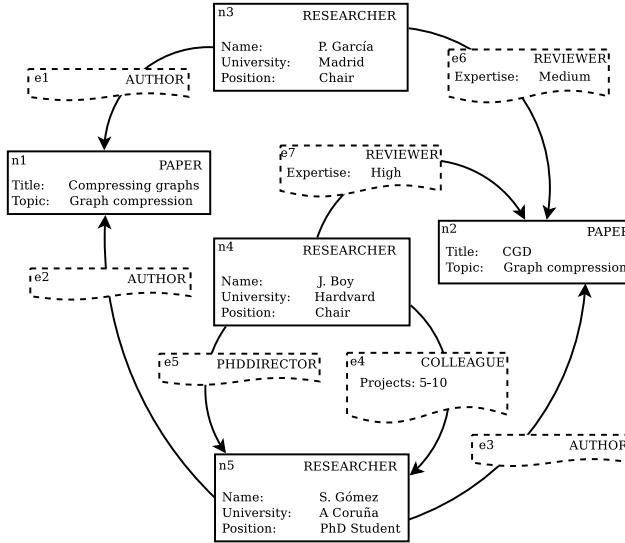 n3 RESEARCHER
Name: P. García
University: Madrid
Position: Chair
e1 AUTHOR
e6 REVIEWER
Expertise: Medium
n1 PAPER
Title: Compressing graphs
Topic: Graph compression
e7 REVIEWER
Expertise: High
n2 PAPER
Title: CGD
Topic: Graph compression
n4 RESEARCHER
Name: J. Boy
University: Hardvard
Position: Chair
e2 AUTHOR
e5 PHDDIRECTOR
e4 COLLEAGUE
Projects: 5-10
e3 AUTHOR
n5 RESEARCHER
Name: S. Gómez
University: A Coruña
Position: PhD Student